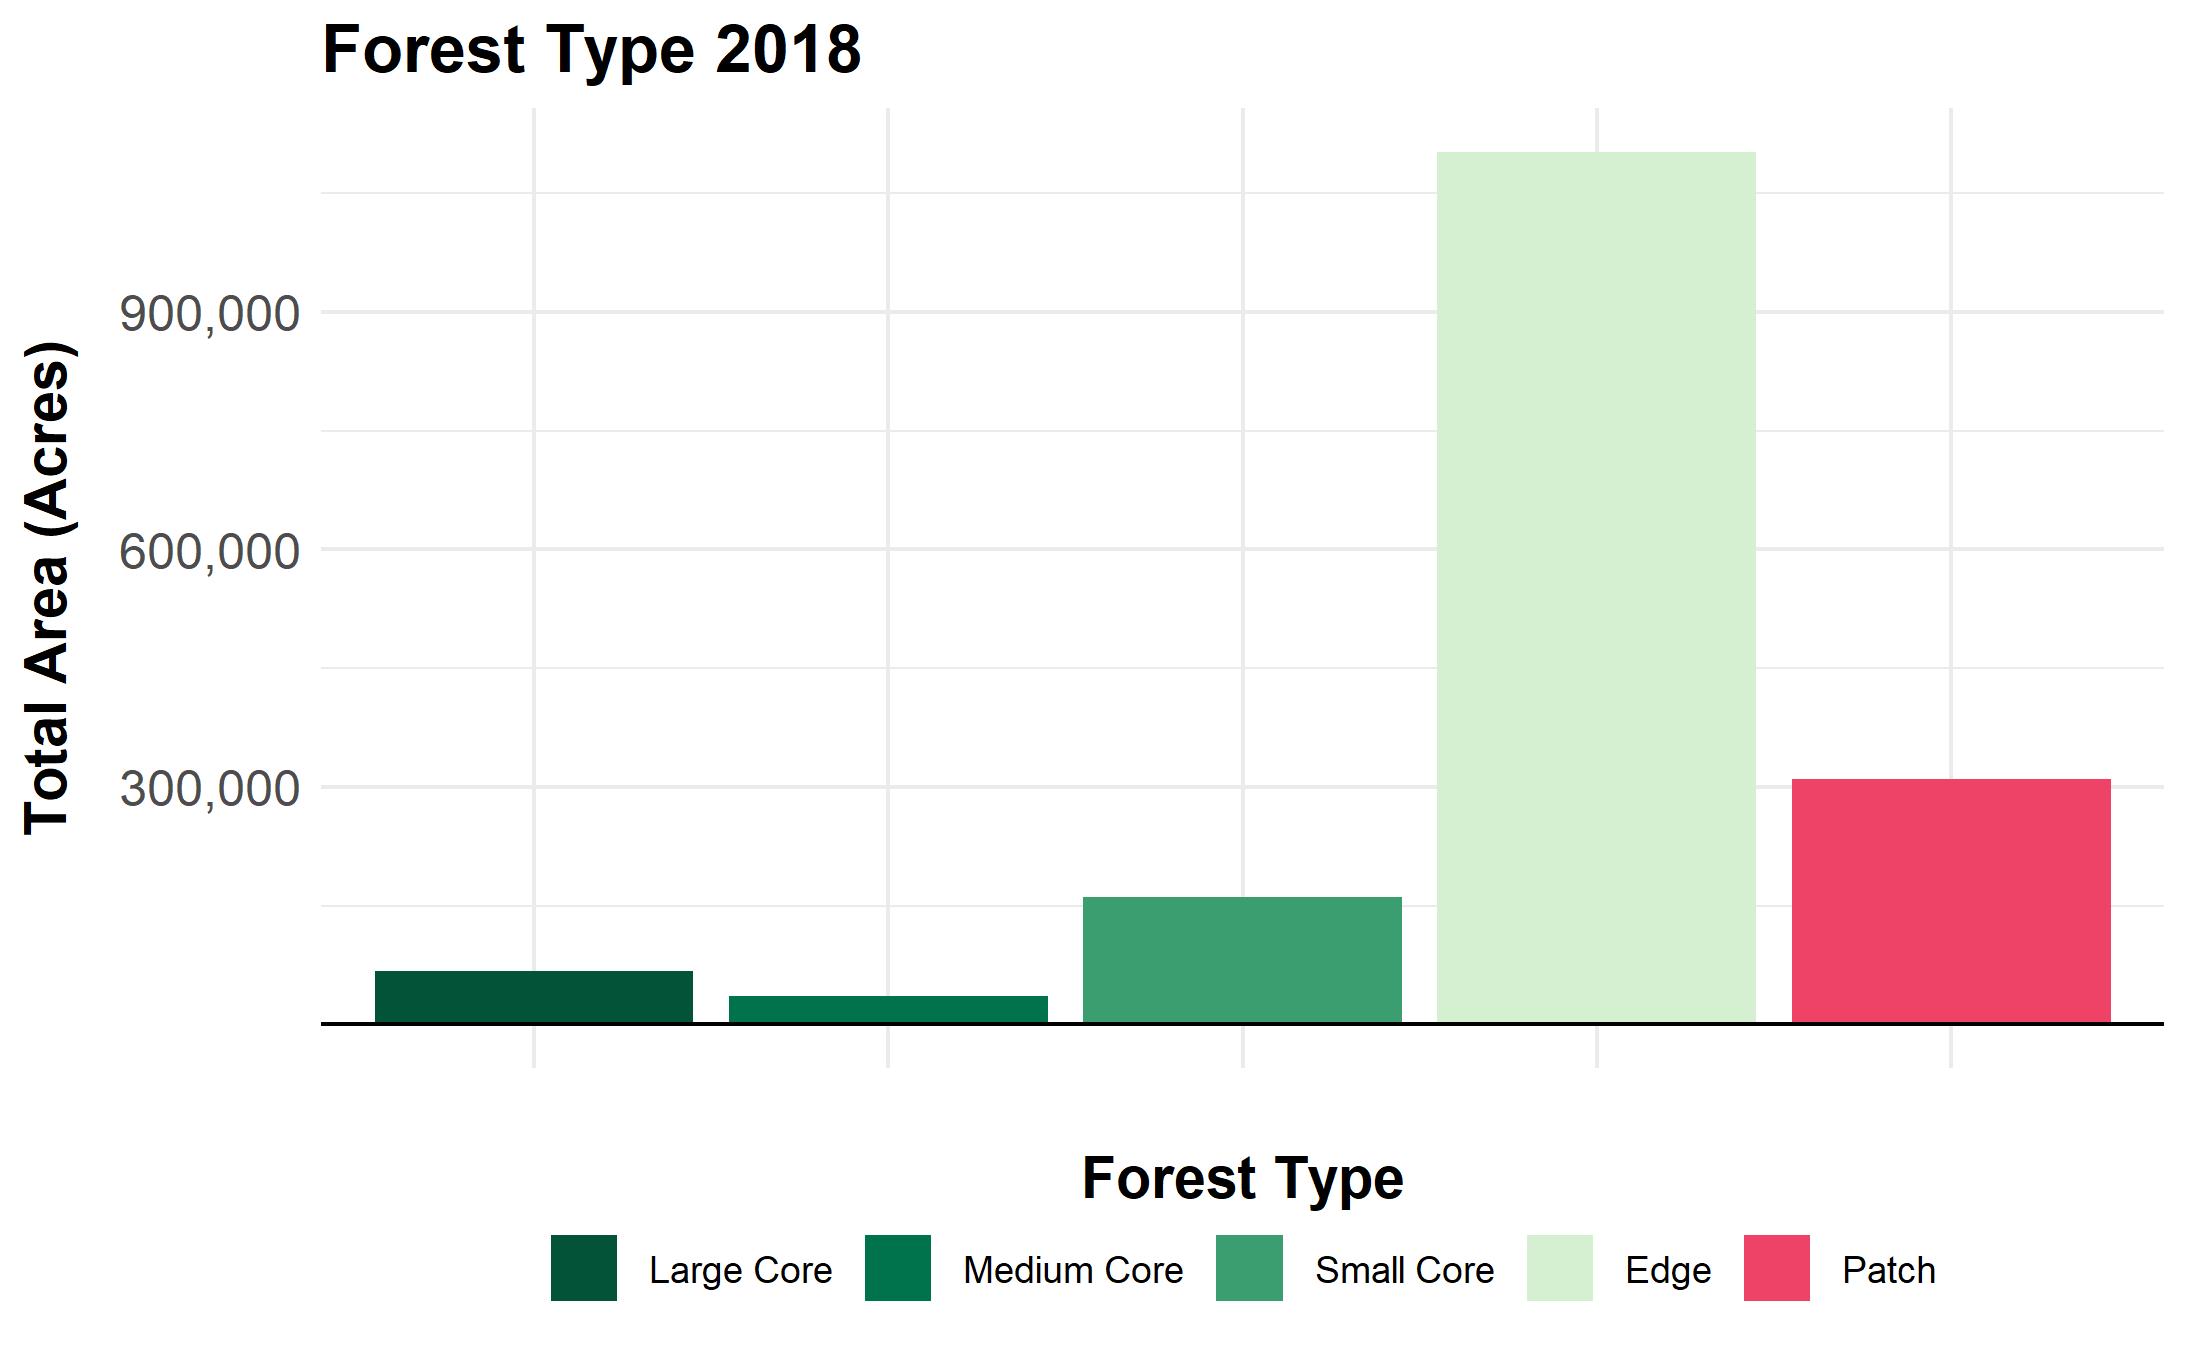 Forest Type 2018
Total Area (Acres)
900,000
600,000
300,000
Forest Type
Large Core
Medium Core
Small Core
Edge
Patch